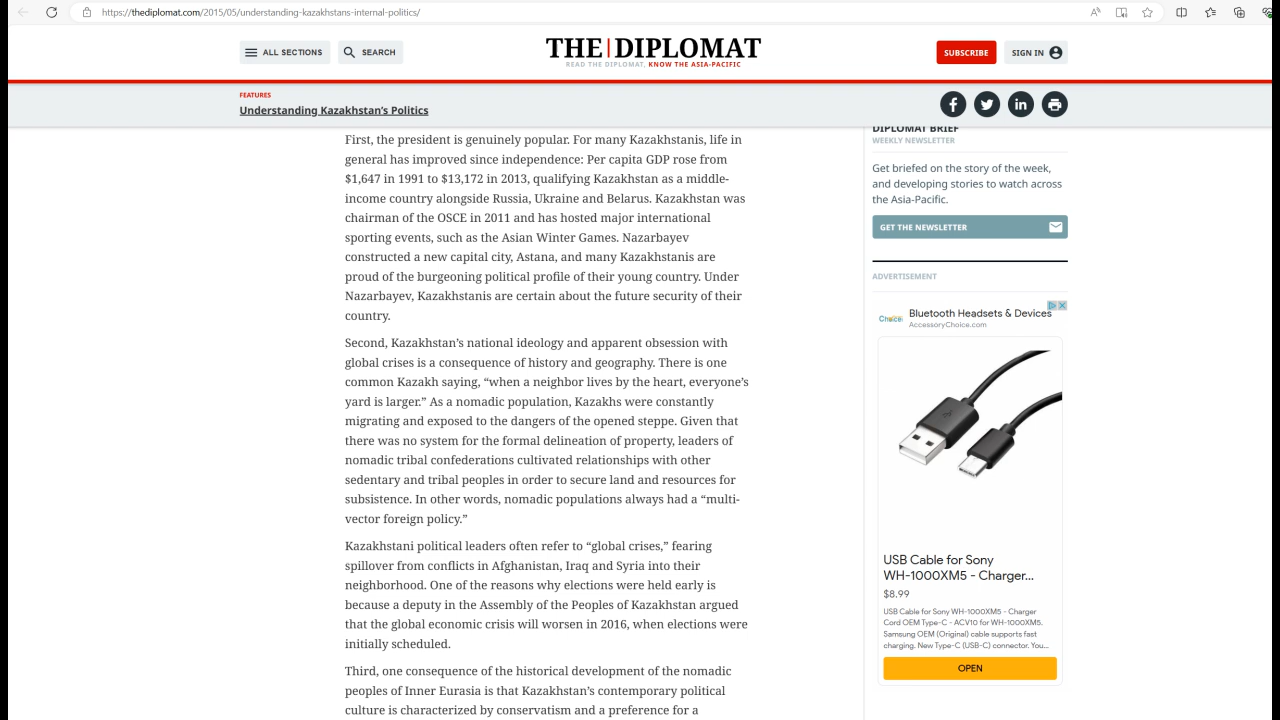 https://thediplomat.com/2015/05/understanding-kazakhstans-internal-politics/
ALL SECTIONS
SEARCH
THE|DIPLOMAT
READ THE DIPLOMAT, KNOW THE ASIA-PACIFIC
SUBSCRIBE
SIGN IN
FEATURES
Understanding Kazakhstan's Politics
First, the president is genuinely popular. For many Kazakhstanis, life in
general has improved since independence: Per capita GDP rose from
$1,647 in 1991 to $13,172 in 2013, qualifying Kazakhstan as a middle-
income country alongside Russia, Ukraine and Belarus. Kazakhstan was
chairman of the OSCE in 2011 and has hosted major international
sporting events, such as the Asian Winter Games. Nazarbayev
constructed a new capital city, Astana, and many Kazakhstanis are
proud of the burgeoning political profile of their young country. Under
Nazarbayev, Kazakhstanis are certain about the future security of their
country.
Second, Kazakhstan’s national ideology and apparent obsession with
global crises is a consequence of history and geography. There is one
common Kazakh saying, “when a neighbor lives by the heart, everyone’s
yard is larger.” As a nomadic population, Kazakhs were constantly
migrating and exposed to the dangers of the opened steppe. Given that
there was no system for the formal delineation of property, leaders of
nomadic tribal confederations cultivated relationships with other
sedentary and tribal peoples in order to secure land and resources for
subsistence. In other words, nomadic populations always had a “multi-
vector foreign policy.”
Kazakhstani political leaders often refer to “global crises,” fearing
spillover from conflicts in Afghanistan, Iraq and Syria into their
neighborhood. One of the reasons why elections were held early is
because a deputy in the Assembly of the Peoples of Kazakhstan argued
that the global economic crisis will worsen in 2016, when elections were
initially scheduled.
Third, one consequence of the historical development of the nomadic
peoples of Inner Eurasia is that Kazakhstan’s contemporary political
culture is characterized by conservatism and a preference for a
DIPLOMAT BRIEF
WEEKLY NEWSLETTER
Get briefed on the story of the week,
and developing stories to watch across
the Asia-Pacific.
GET THE NEWSLETTER
ADVERTISEMENT
Choice
Bluetooth Headsets & Devices
AccessoryChoice.com
USB Cable for Sony
WH-1000XM5 - Charger...
$8.99
USB Cable for Sony WH-1000XM5 - Charger
Cord OEM Type-C - ACV10 for WH-1000XM5.
Samsung OEM (Original) cable supports fast
charging. New Type-C (USB-C) connector. You...
OPEN